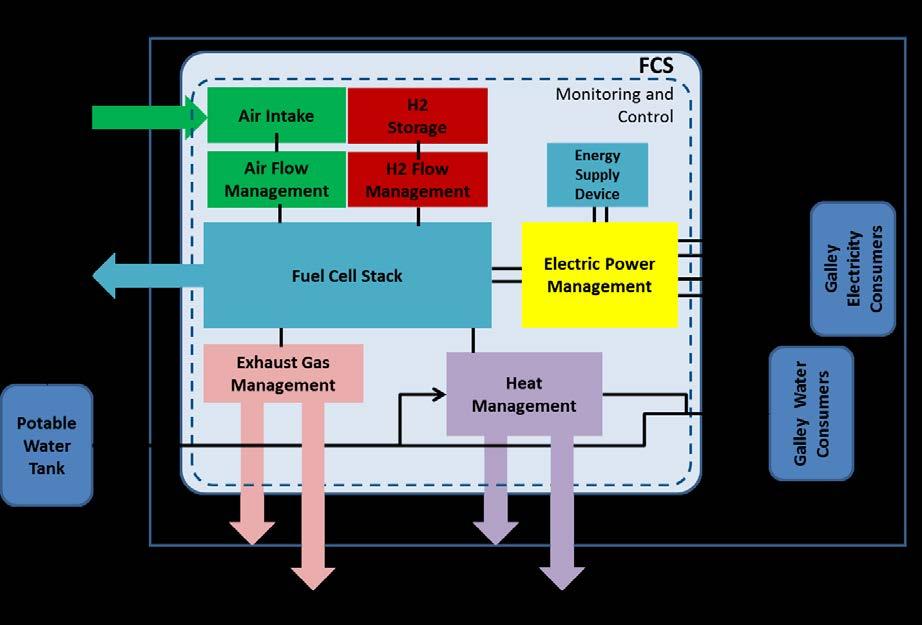 FCS
Monitoring and
Control
Air Intake
H2
Storage
Air Flow
Management
H2 Flow
Management
Energy
Supply
Device
Fuel Cell Stack
Electric Power
Management
Galley
Electricity
Consumers
Exhaust Gas
Management
Heat
Management
Galley Water
Consumers
Potable
Water
Tank